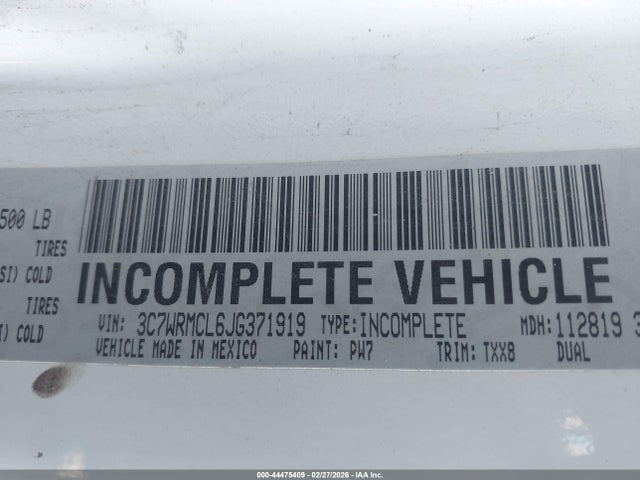 500 LB
TIRES
SI) COLD
TIRES
I) COLD
INCOMPLETE VEHICLE
VIN: 3C7WRMCL6JG371919 TYPE: INCOMPLETE MDH: 112819 3
VEHICLE MADE IN MEXICO PAINT: PW7 TRIM: TXX8 DUAL
000-44475409 - 02/27/2026 - IAA Inc.